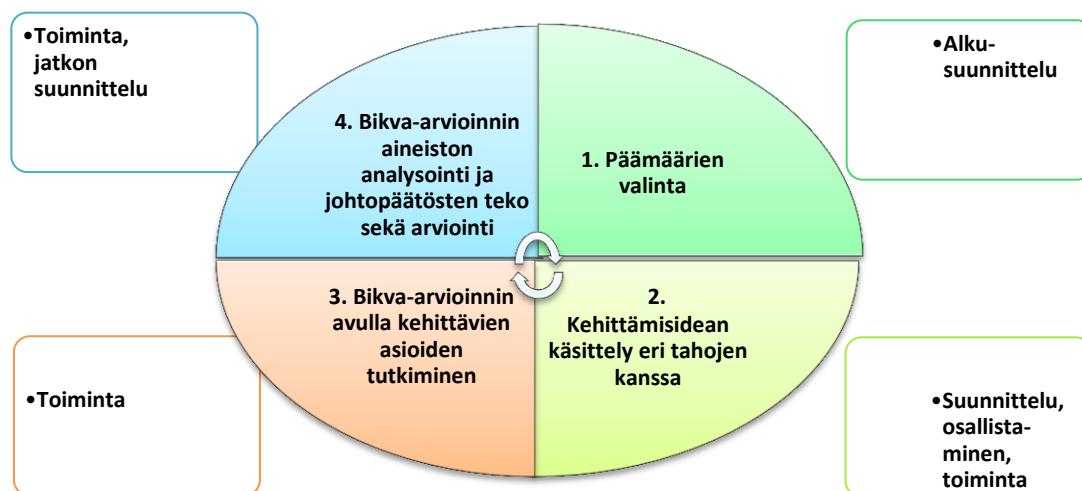 •Toiminta,
jatkon
suunnittelu
•Alku-
suunnittelu
4. Bikva-arvioinnin
aineiston
analysointi ja
johtopäätösten teko
sekä arviointi
1. Päämäärien
valinta
3. Bikva-arvioinnin
avulla kehittävien
asioiden
tutkiminen
2.
Kehittämisidean
käsittely eri tahojen
kanssa
•Toiminta
•Suunnittelu,
osallista-
minen,
toiminta